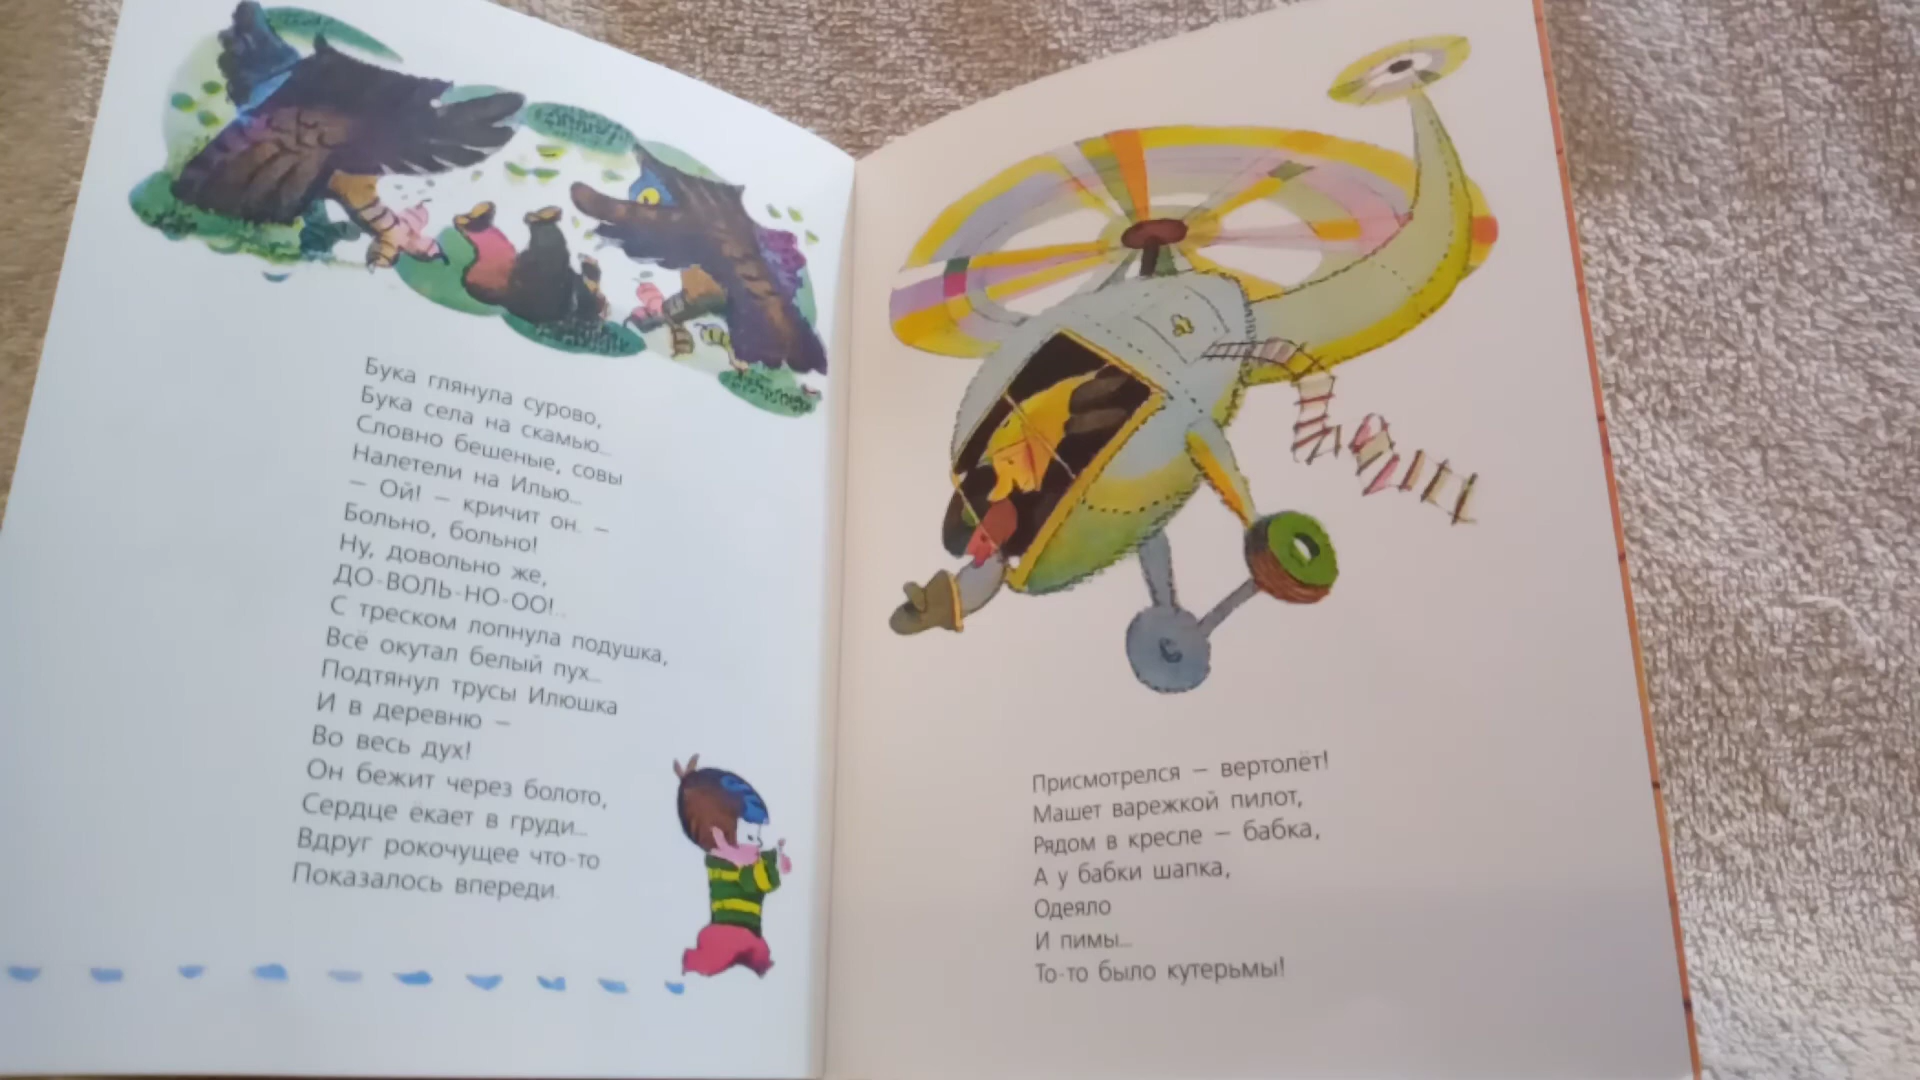 Бука глянула сурово,
Бука села на скамью...
Словно бешеные, совы
Налетели на Илью...
– Ой! – кричит он. –
Больно, больно!
Ну, довольно же,
ДО-ВОЛЬ-НО-ОО!..
С треском лопнула подушка,
Всё окутал белый пух...
Подтянул трусы Илюшка
И в деревню –
Во весь дух!
Он бежит через болото,
Сердце ёкает в груди...
Вдруг рокочущее что-то
Показалось впереди.
Присмотрелся – вертолёт!
Машет варежкой пилот,
Рядом в кресле – бабка,
А у бабки шапка,
Одеяло
И пимы...
То-то было кутерьмы!